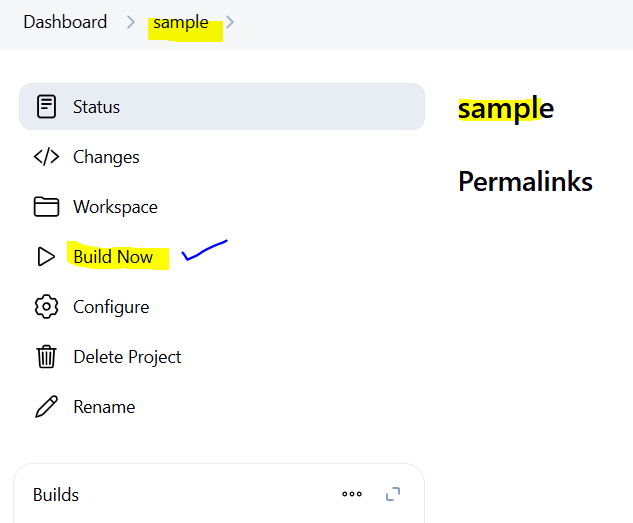 Dashboard > sample >
Status
Changes
Workspace
Build Now
Configure
Delete Project
Rename
Builds
sample
Permalinks